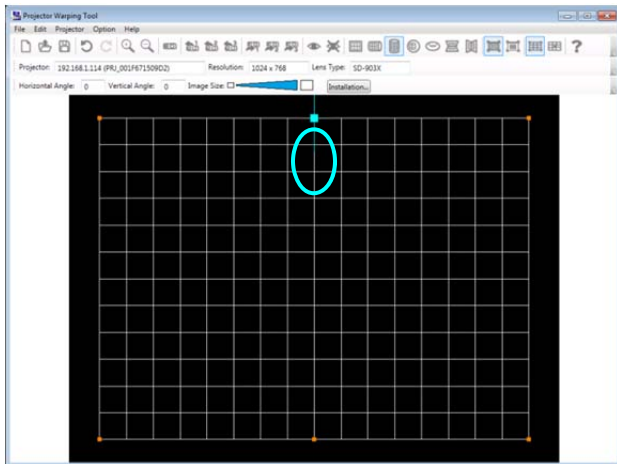 Projector Warping Tool
File Edit Projector Option Help
Projector: 192.168.1.114 (PRJ_001F671509D2) Resolution: 1024 x 768 Lens Type: SD-903X
Horizontal Angle: 0 Vertical Angle: 0 Image Size: Installation...